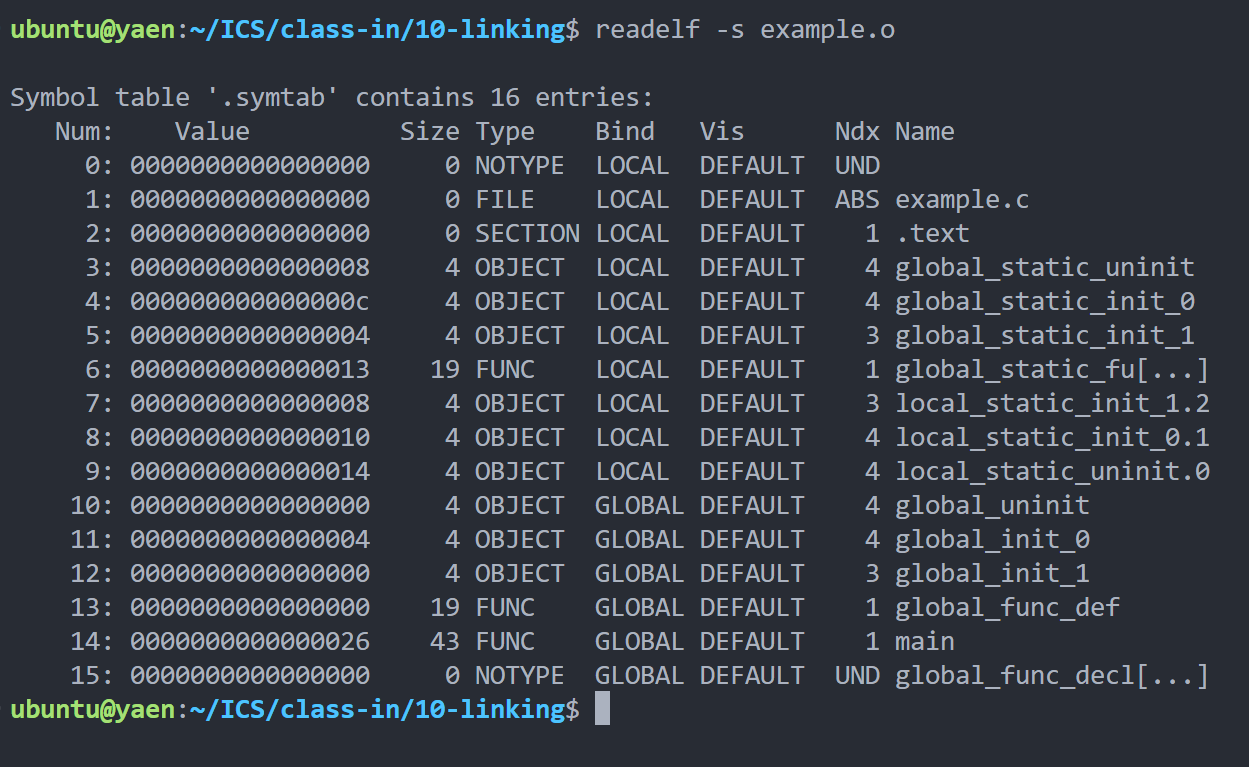 ubuntu@yaen:~/ICS/class-in/10-linking$ readelf -s example.o
Symbol table '.symtab' contains 16 entries:
   Num:    Value          Size Type    Bind   Vis      Ndx Name
     0: 0000000000000000     0 NOTYPE  LOCAL  DEFAULT  UND
     1: 0000000000000000     0 FILE    LOCAL  DEFAULT  ABS example.c
     2: 0000000000000000     0 SECTION LOCAL  DEFAULT    1 .text
     3: 0000000000000008     4 OBJECT  LOCAL  DEFAULT    4 global_static_uninit
     4: 000000000000000c     4 OBJECT  LOCAL  DEFAULT    4 global_static_init_0
     5: 0000000000000004     4 OBJECT  LOCAL  DEFAULT    3 global_static_init_1
     6: 0000000000000013    19 FUNC    LOCAL  DEFAULT    1 global_static_fu[...]
     7: 0000000000000008     4 OBJECT  LOCAL  DEFAULT    3 local_static_init_1.2
     8: 0000000000000010     4 OBJECT  LOCAL  DEFAULT    4 local_static_init_0.1
     9: 0000000000000014     4 OBJECT  LOCAL  DEFAULT    4 local_static_uninit.0
    10: 0000000000000000     4 OBJECT  GLOBAL DEFAULT    4 global_uninit
    11: 0000000000000004     4 OBJECT  GLOBAL DEFAULT    4 global_init_0
    12: 0000000000000000     4 OBJECT  GLOBAL DEFAULT    3 global_init_1
    13: 0000000000000000    19 FUNC    GLOBAL DEFAULT    1 global_func_def
    14: 0000000000000026    43 FUNC    GLOBAL DEFAULT    1 main
    15: 0000000000000000     0 NOTYPE  GLOBAL DEFAULT  UND global_func_decl[...]
ubuntu@yaen:~/ICS/class-in/10-linking$